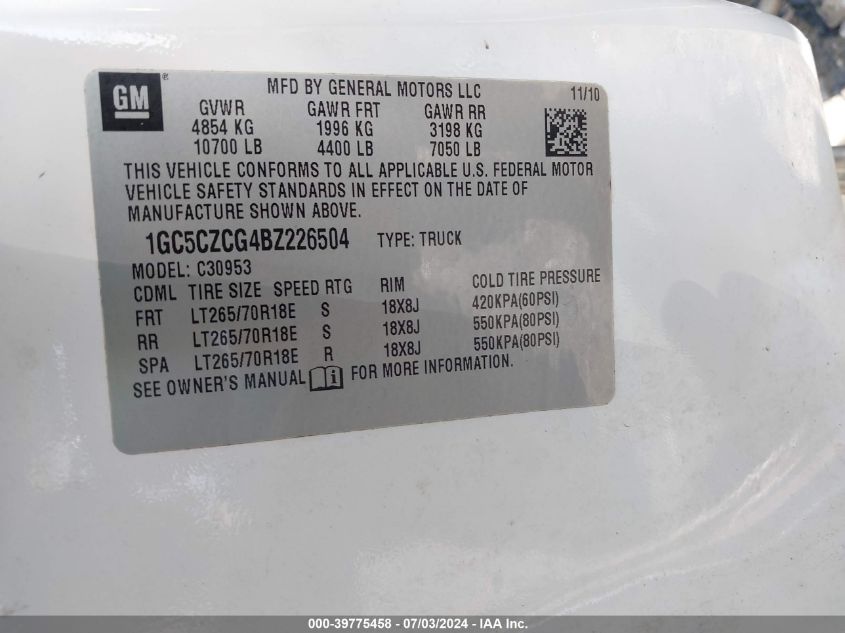 GM ®
MFD BY GENERAL MOTORS LLC 11/10
GVWR GAWR FRT GAWR RR
4854 KG 1996 KG 3198 KG
10700 LB 4400 LB 7050 LB
THIS VEHICLE CONFORMS TO ALL APPLICABLE U.S. FEDERAL MOTOR
VEHICLE SAFETY STANDARDS IN EFFECT ON THE DATE OF
MANUFACTURE SHOWN ABOVE.
1GC5CZCG4BZ226504 TYPE: TRUCK
MODEL: C30953
CDML TIRE SIZE SPEED RTG RIM COLD TIRE PRESSURE
FRT LT265/70R18E S 18X8J 420KPA(60PSI)
RR LT265/70R18E S 18X8J 550KPA(80PSI)
SPA LT265/70R18E R 18X8J 550KPA(80PSI)
SEE OWNER'S MANUAL i FOR MORE INFORMATION.
000-39775458 - 07/03/2024 - IAA Inc.